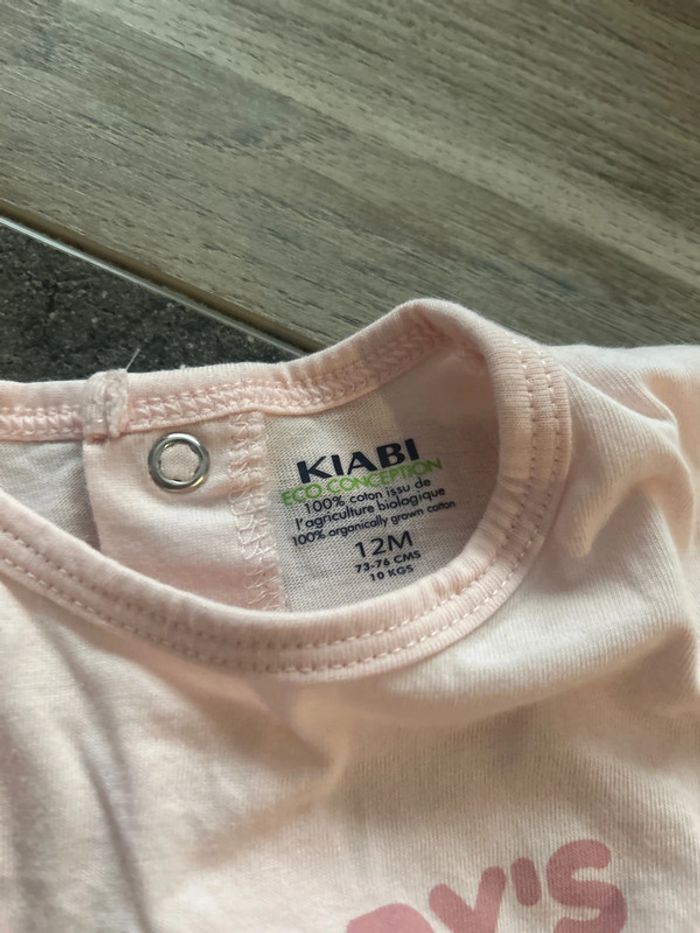 KIABI
ECO CONCEPTION
100% coton issu de
l'agriculture biologique
100% organically grown cotton
12M
73-76 CMS
10 KGS